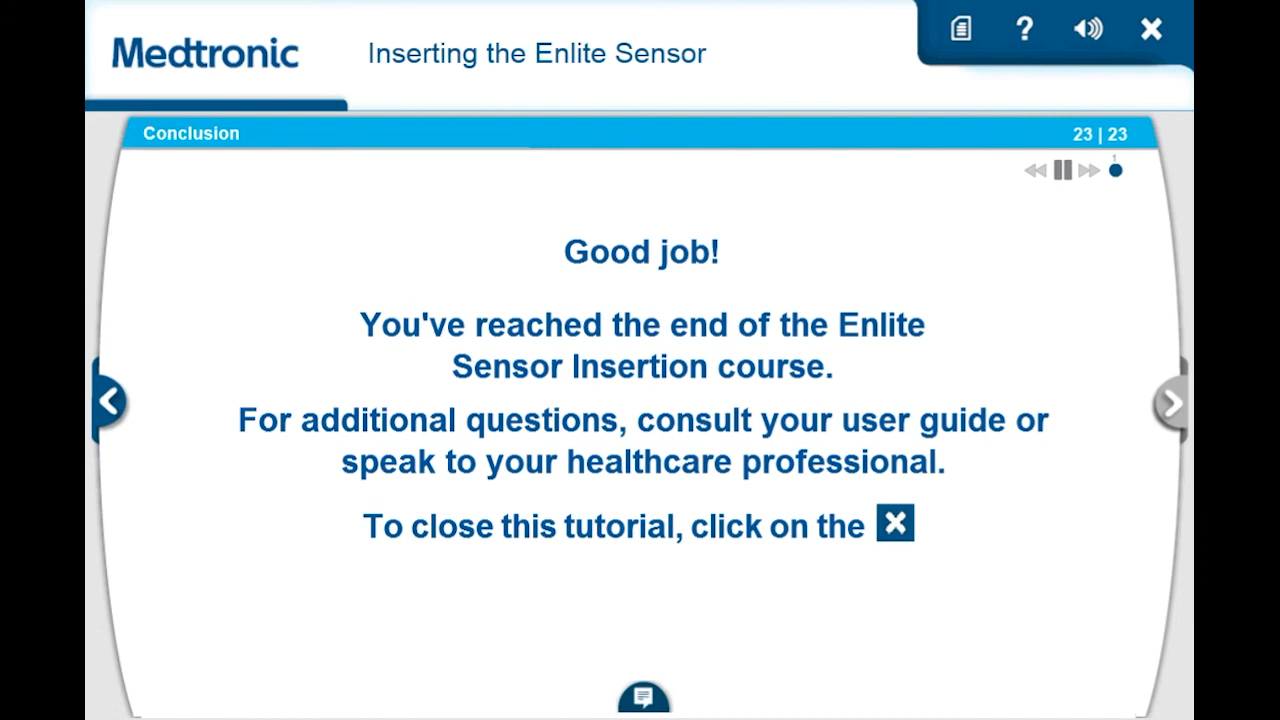 Medtronic
Inserting the Enlite Sensor
?
Conclusion
23 | 23
1
Good job!
You've reached the end of the Enlite
Sensor Insertion course.
For additional questions, consult your user guide or
speak to your healthcare professional.
To close this tutorial, click on the